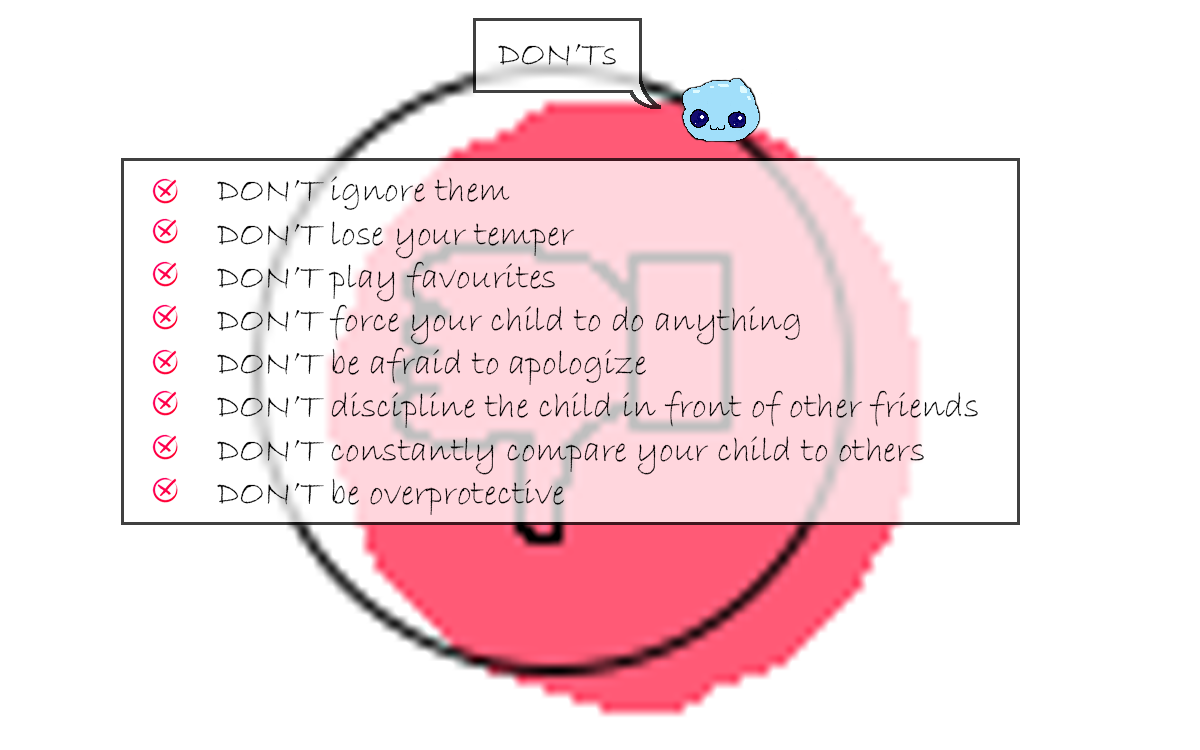 DON'Ts
DON'T ignore them
DON'T lose your temper
DON'T play favourites
DON'T force your child to do anything
DON'T be afraid to apologize
DON'T discipline the child in front of other friends
DON'T constantly compare your child to others
DON'T be overprotective